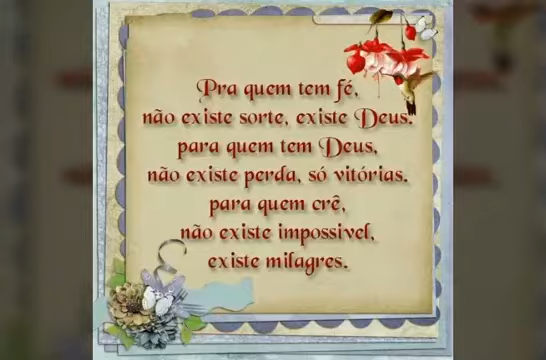 Pra quem tem fé,
não existe sorte, existe Deus.
para quem tem Deus,
não existe perda, só vitórias.
para quem crê,
não existe impossivel,
existe milagres.